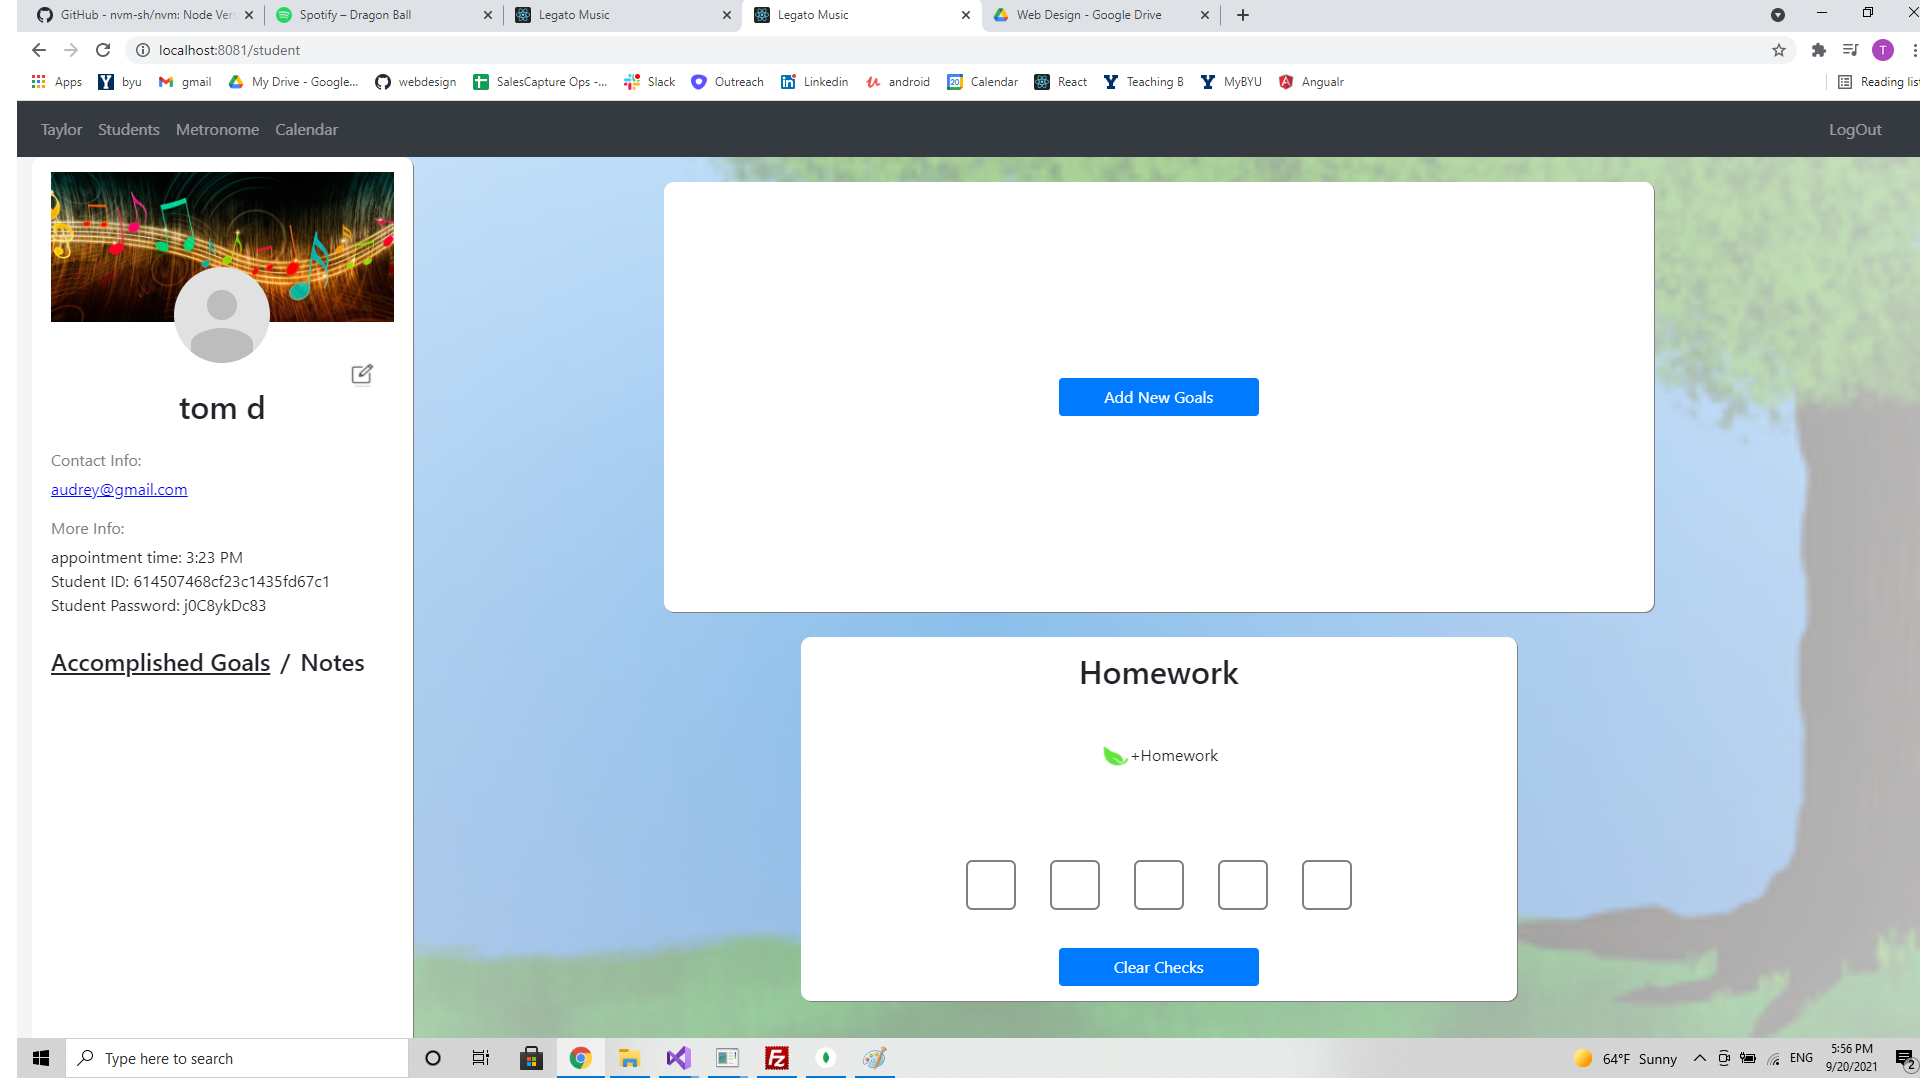 GitHub - nvm-sh/nvm: Node Ver
Spotify – Dragon Ball
Legato Music
Legato Music
Web Design - Google Drive
localhost:8081/student
T
Apps
byu
gmail
My Drive - Google...
webdesign
SalesCapture Ops -...
Slack
Outreach
Linkedin
android
20
Calendar
React
Teaching B
MyBYU
Angualr
Reading list
Taylor
Students
Metronome
Calendar
LogOut
tom d
Contact Info:
audrey@gmail.com
More Info:
appointment time: 3:23 PM
Student ID: 614507468cf23c1435fd67c1
Student Password: j0C8ykDc83
Accomplished Goals / Notes
Add New Goals
Homework
+Homework
Clear Checks
Type here to search
Fz
64°F Sunny
ENG
5:56 PM
9/20/2021
2